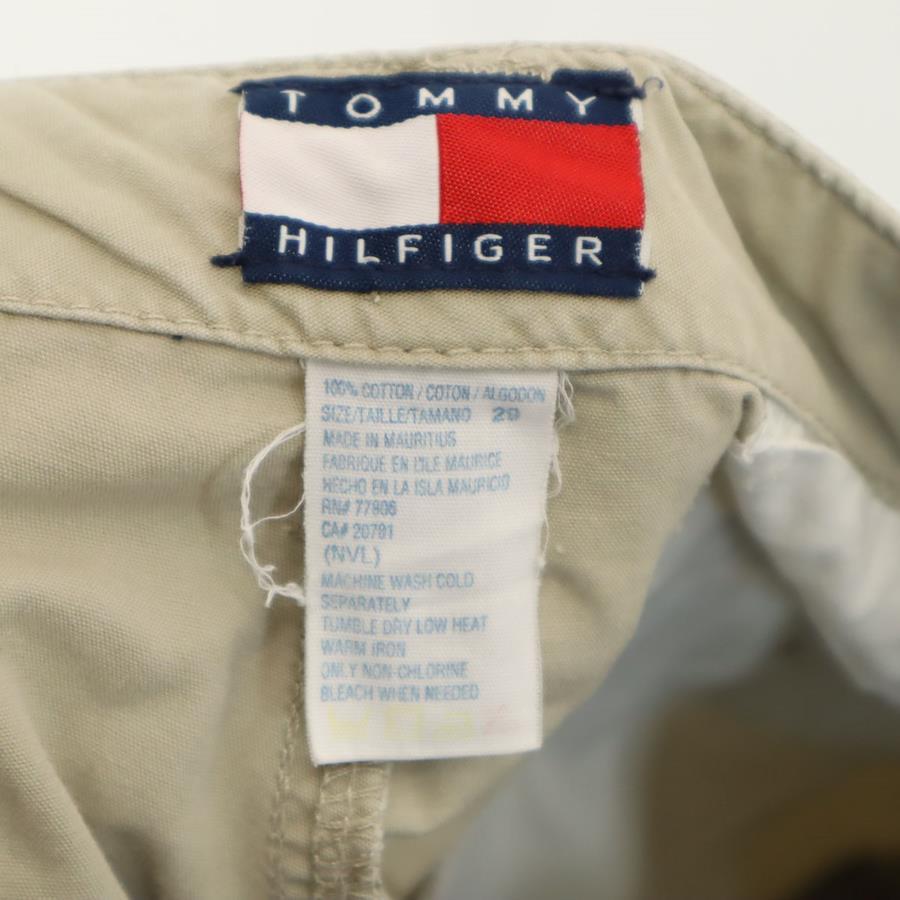 TOMMY
HILFIGER
100% COTTON / COTON / ALGODON
SIZE/TAILLE/TAMANO 29
MADE IN MAURITIUS
FABRIQUE EN L'ILE MAURICE
HECHO EN LA ISLA MAURICIO
RN# 77806
CA# 20791
(NVL)
MACHINE WASH COLD
SEPARATELY
TUMBLE DRY LOW HEAT
WARM IRON
ONLY NON-CHLORINE
BLEACH WHEN NEEDED